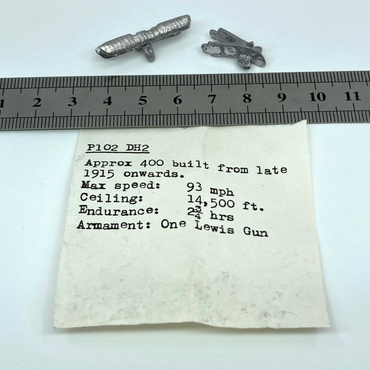 1 2 3 4 5 6 7 8 9 10 11
P102 DH2
Approx 400 built from late
1915 onwards.
Max speed: 93 mph
Ceiling: 14,500 ft.
Endurance: 2¾ hrs
Armament: One Lewis Gun